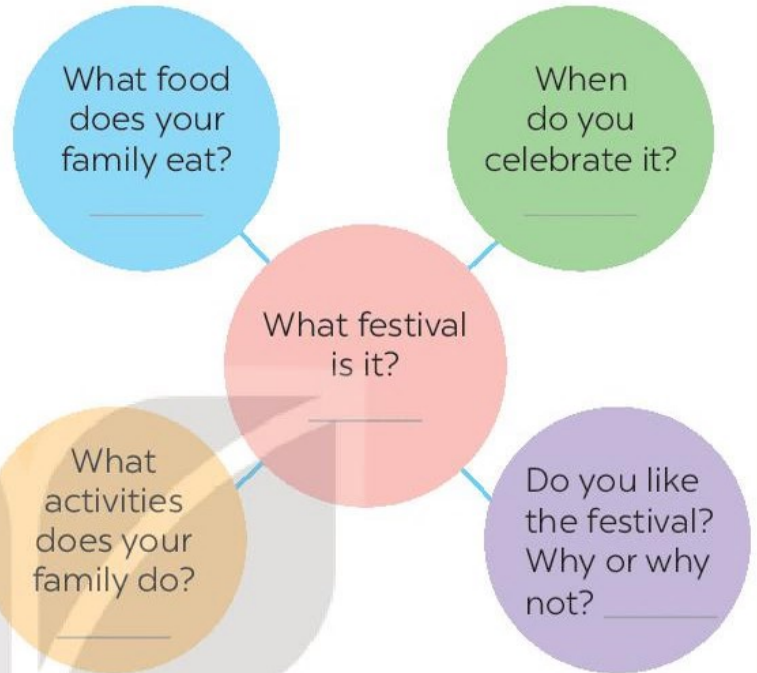 What food
does your
family eat?
When
do you
celebrate it?
What festival
is it?
What
activities
does your
family do?
Do you like
the festival?
Why or why
not?